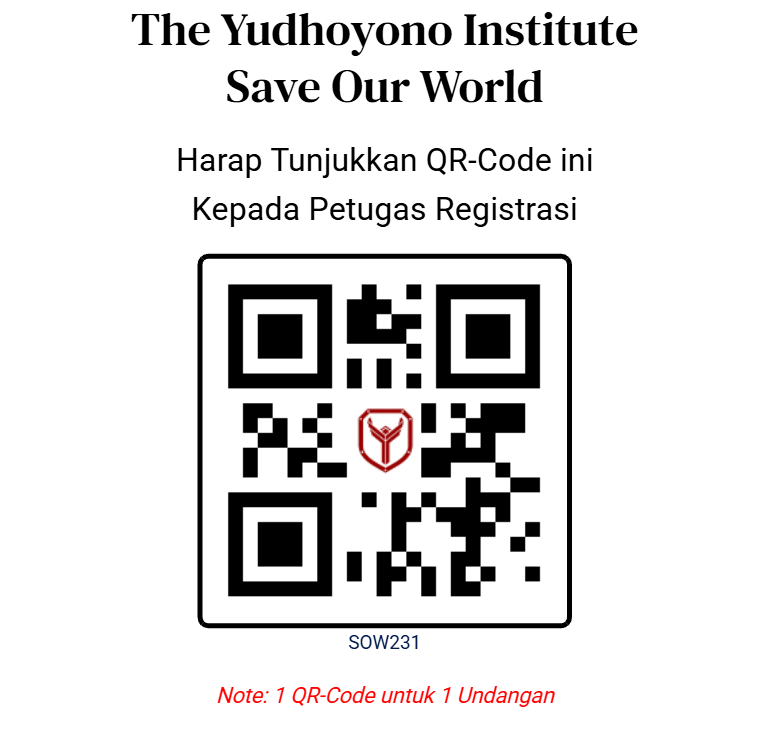 The Yudhoyono Institute
Save Our World
Harap Tunjukkan QR-Code ini
Kepada Petugas Registrasi
SOW231
Note: 1 QR-Code untuk 1 Undangan